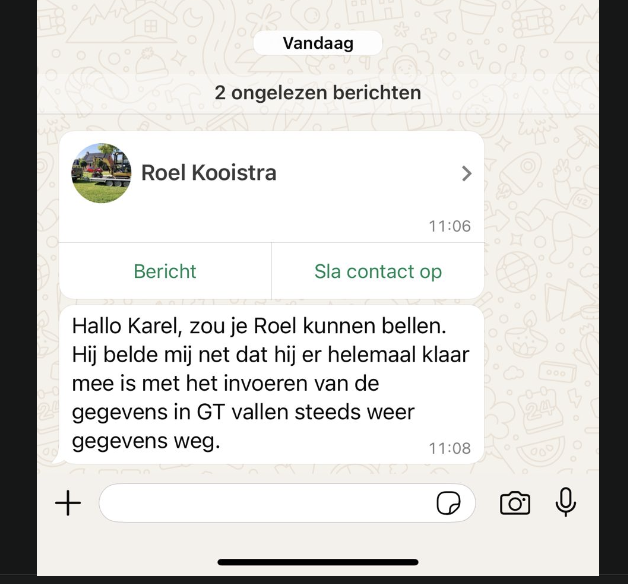 Vandaag
2 ongelezen berichten
Roel Kooistra
11:06
Bericht
Sla contact op
Hallo Karel, zou je Roel kunnen bellen.
Hij belde mij net dat hij er helemaal klaar
mee is met het invoeren van de
gegevens in GT vallen steeds weer
gegevens weg.
11:08